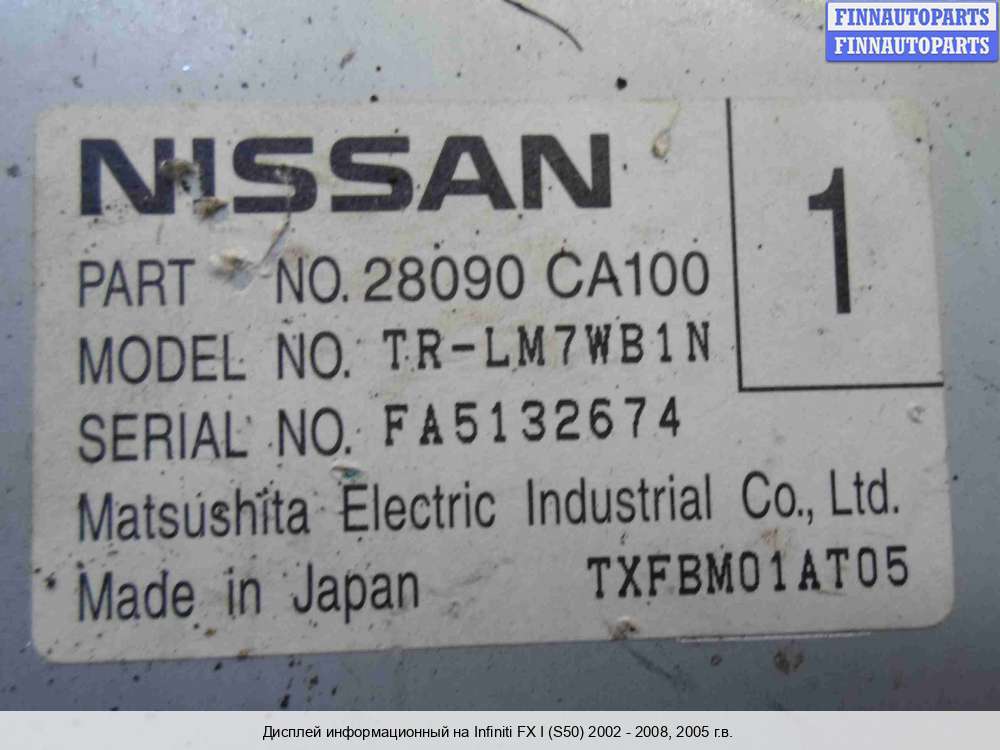 FINNAUTOPARTS
FINNAUTOPARTS
NISSAN
1
PART NO. 28090 CA100
MODEL NO. TR-LM7WB1N
SERIAL NO. FA5132674
Matsushita Electric Industrial Co., Ltd.
Made in Japan TXFBM01AT05
Дисплей информационный на Infiniti FX I (S50) 2002 - 2008, 2005 г.в.